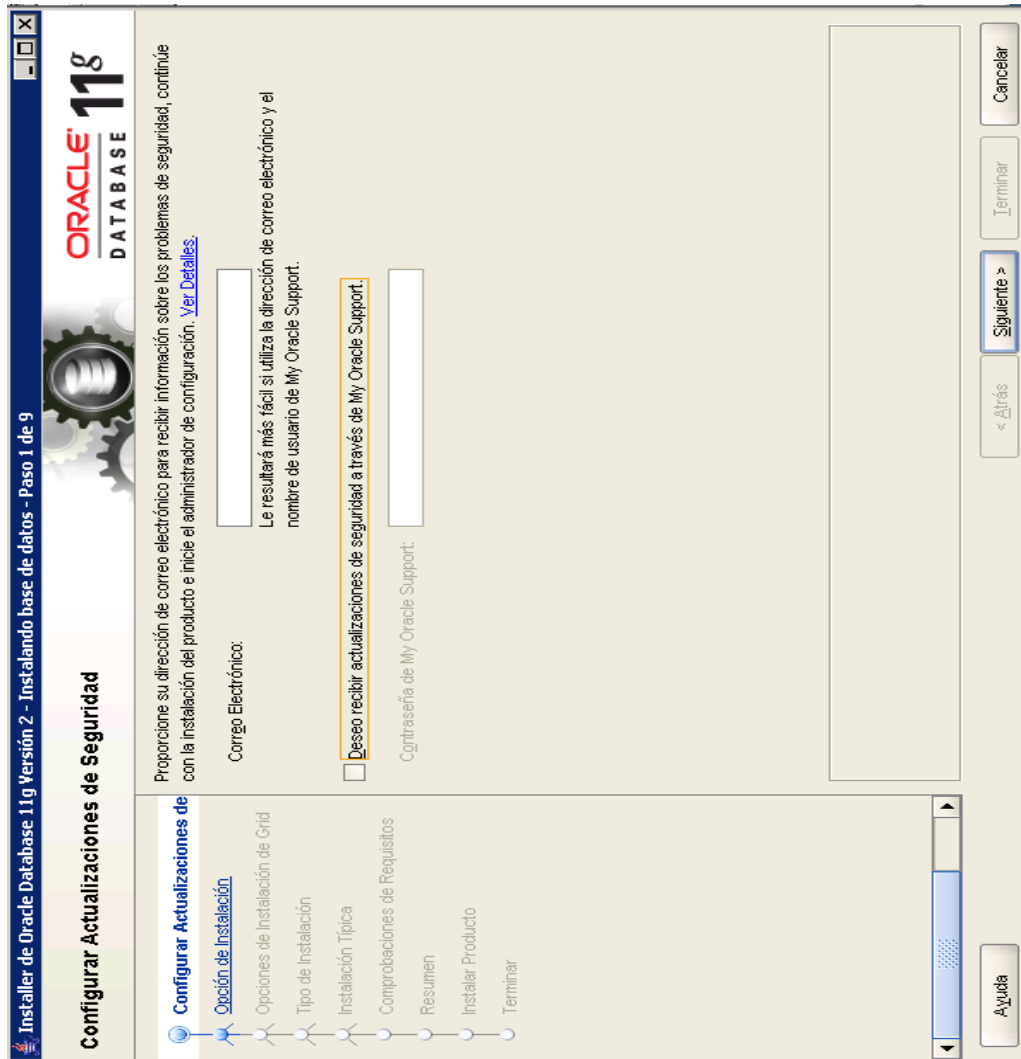 Installer de Oracle Database 11g Versión 2 - Instalando base de datos - Paso 1 de 9
Configurar Actualizaciones de Seguridad
ORACLE
DATABASE 11g
Configurar Actualizaciones de
Opción de Instalación
Opciones de Instalación de Grid
Tipo de Instalación
Instalación Típica
Comprobaciones de Requisitos
Resumen
Instalar Producto
Terminar
Proporcione su dirección de correo electrónico para recibir información sobre los problemas de seguridad, continúe
con la instalación del producto e inicie el administrador de configuración. Ver Detalles.
Correo Electrónico:
Le resultará más fácil si utiliza la dirección de correo electrónico y el
nombre de usuario de My Oracle Support.
Deseo recibir actualizaciones de seguridad a través de My Oracle Support.
Contraseña de My Oracle Support:
Ayuda
< Atrás
Siguiente >
Terminar
Cancelar